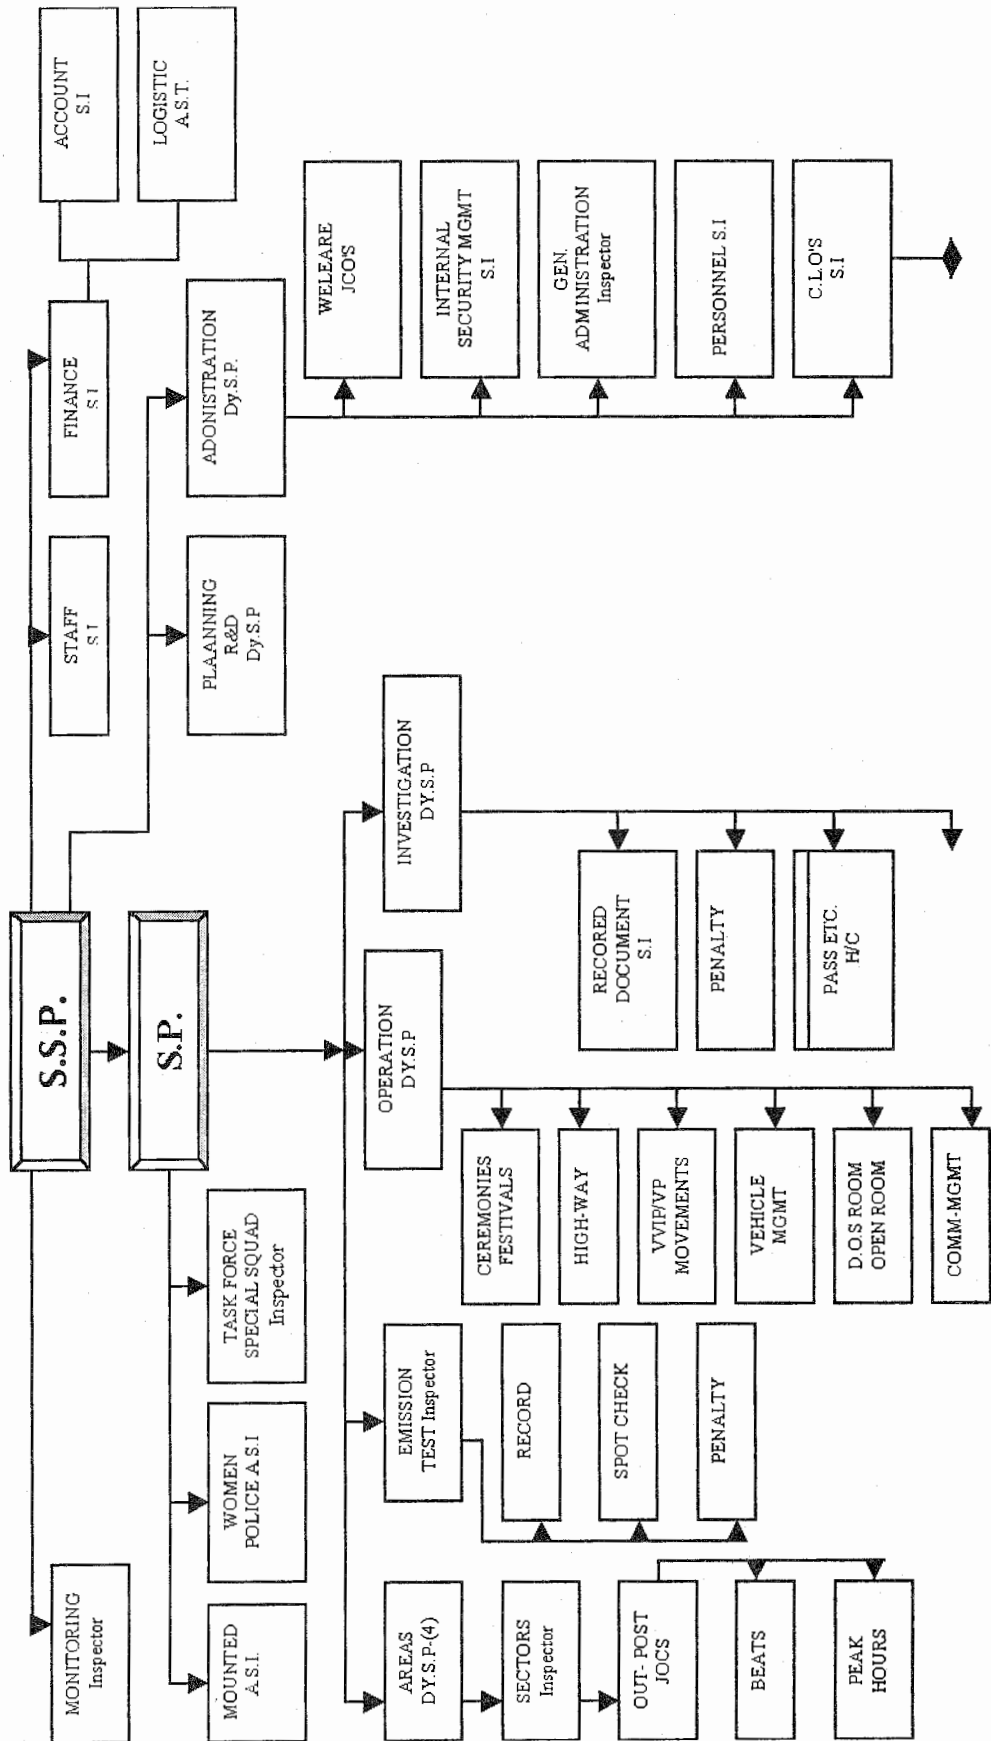 S.S.P.
S.P.
MONITORING
Inspector
STAFF
S.I
FINANCE
S.I
ACCOUNT
S.I
LOGISTIC
A.S.T.
MOUNTED
A.S.I.
WOMEN
POLICE A.S.I
TASK FORCE
SPECIAL SQUAD
Inspector
PLAANNING
R&D
Dy.S.P
ADONISTRATION
Dy.S.P.
WELEARE
JCO'S
INTERNAL
SECURITY MGMT
S.I
GEN.
ADMINISTRATION
Inspector
PERSONNEL S.I
C.L.O'S
S.I
AREAS
DY.S.P-(4)
SECTORS
Inspector
OUT- POST
JOCS
BEATS
PEAK
HOURS
EMISSION
TEST Inspector
RECORD
SPOT CHECK
PENALTY
OPERATION
DY.S.P
CEREMONIES
FESTIVALS
HIGH-WAY
VVIP/VP
MOVEMENTS
VEHICLE
MGMT
D.O.S ROOM
OPEN ROOM
COMM-MGMT
INVESTIGATION
DY.S.P
RECORED
DOCUMENT
S.I
PENALTY
PASS ETC.
H/C